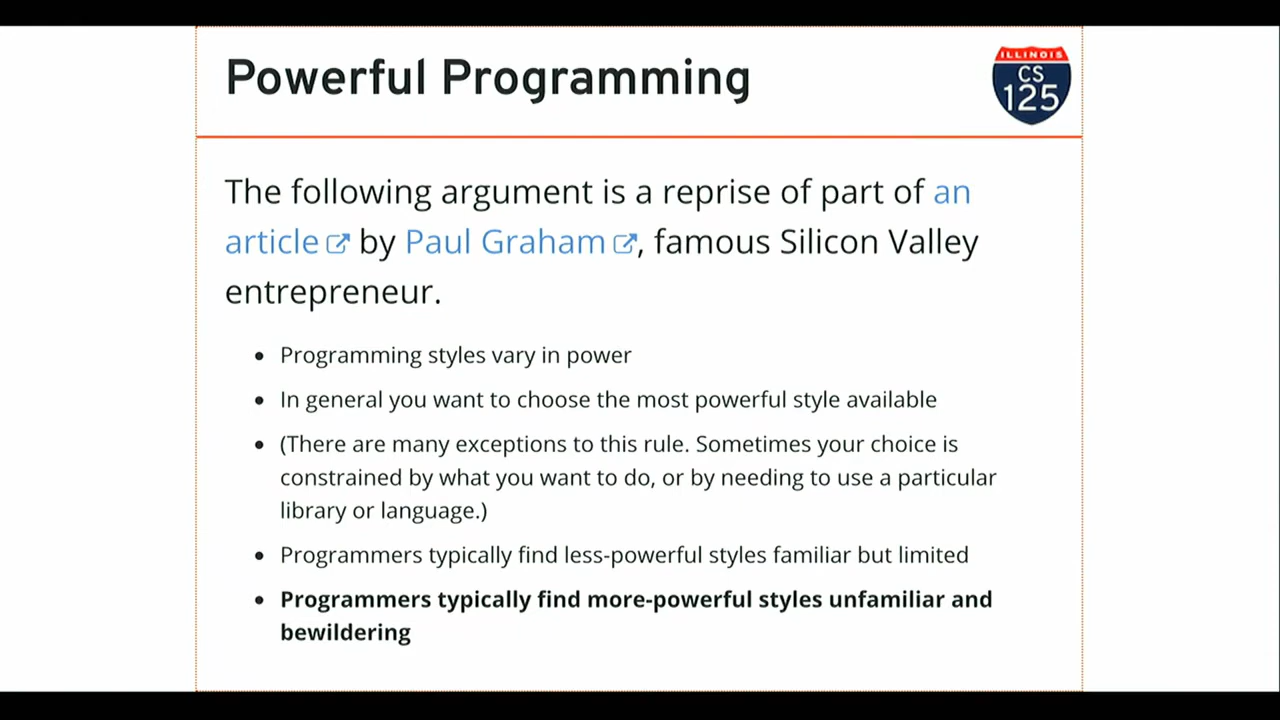 Powerful Programming
ILLINOIS
CS
125
The following argument is a reprise of part of an
article by Paul Graham, famous Silicon Valley
entrepreneur.
• Programming styles vary in power
• In general you want to choose the most powerful style available
• (There are many exceptions to this rule. Sometimes your choice is
constrained by what you want to do, or by needing to use a particular
library or language.)
• Programmers typically find less-powerful styles familiar but limited
• Programmers typically find more-powerful styles unfamiliar and
bewildering